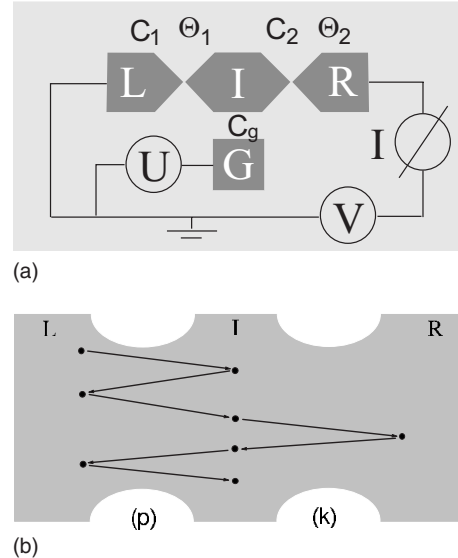 C1 Θ1 C2 Θ2
L I R
Cg
U G I
V
(a)
L I R
(p) (k)
(b)